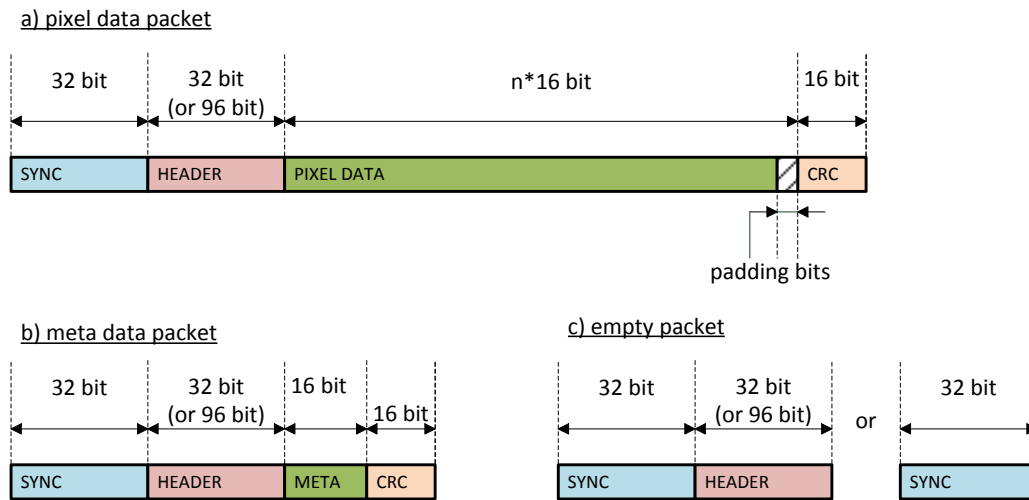 a) pixel data packet
32 bit
32 bit
(or 96 bit)
n*16 bit
16 bit
SYNC
HEADER
PIXEL DATA
CRC
padding bits
b) meta data packet
32 bit
32 bit
(or 96 bit)
16 bit
16 bit
SYNC
HEADER
META
CRC
c) empty packet
32 bit
32 bit
(or 96 bit)
or
32 bit
SYNC
HEADER
SYNC